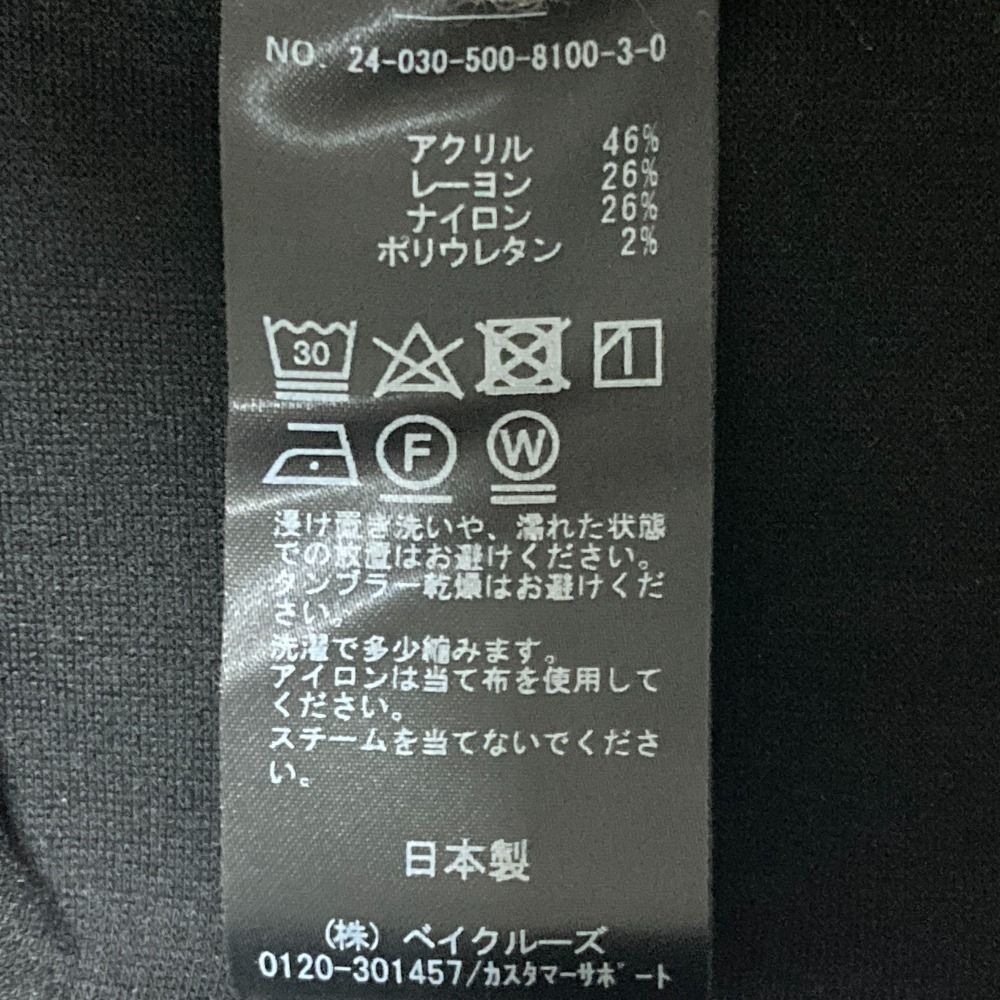 NO. 24-030-500-8100-3-0
アクリル 46%
レーヨン 26%
ナイロン 26%
ポリウレタン 2%
30
F W
浸け置き洗いや、濡れた状態
での放置はお避けください。
タンブラー乾燥はお避けくだ
さい。
洗濯で多少縮みます。
アイロンは当て布を使用して
ください。
スチームを当てないでくださ
い。
日本製
(株) ベイクルーズ
0120-301457/カスタマーサポート